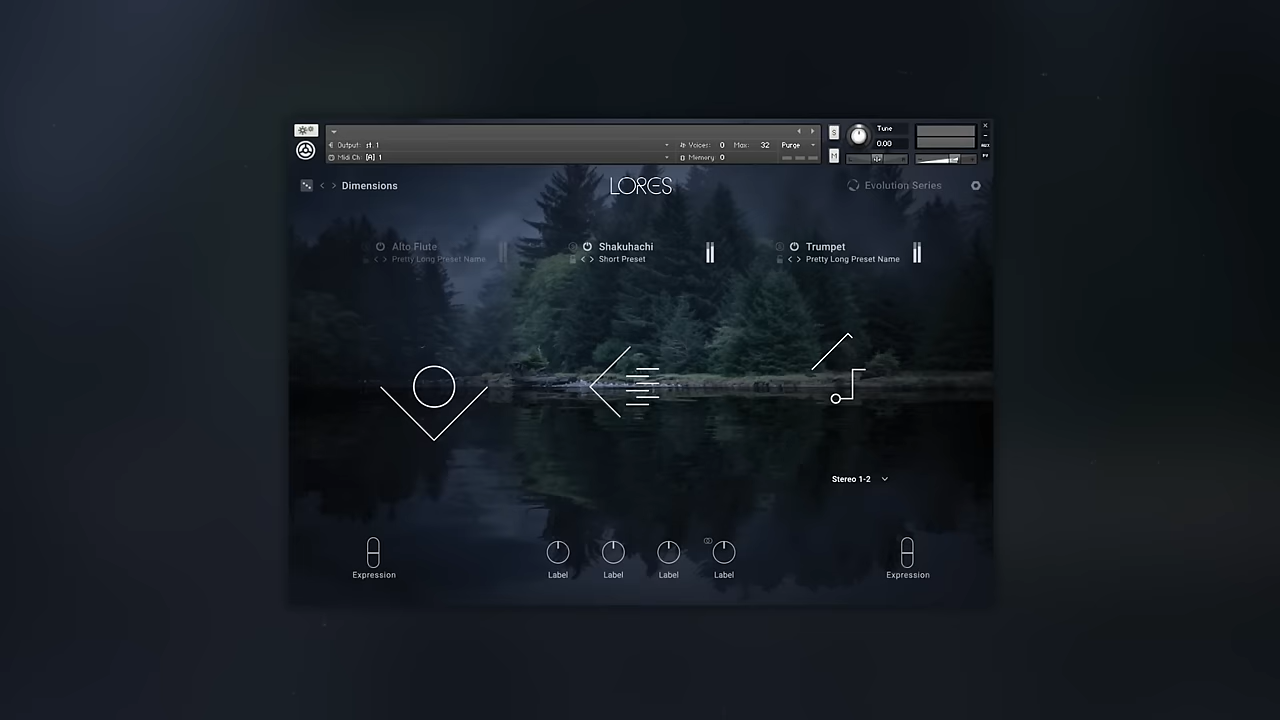 S
Tune
Output: st. 1
Voices: 0 Max: 32 Purge
0.00
Midi Ch: [A] 1
Memory: 0
M
Dimensions
LORES
Evolution Series
Alto Flute
Pretty Long Preset Name
Shakuhachi
Short Preset
Trumpet
Pretty Long Preset Name
Stereo 1-2
Expression
Label
Label
Label
Label
Expression